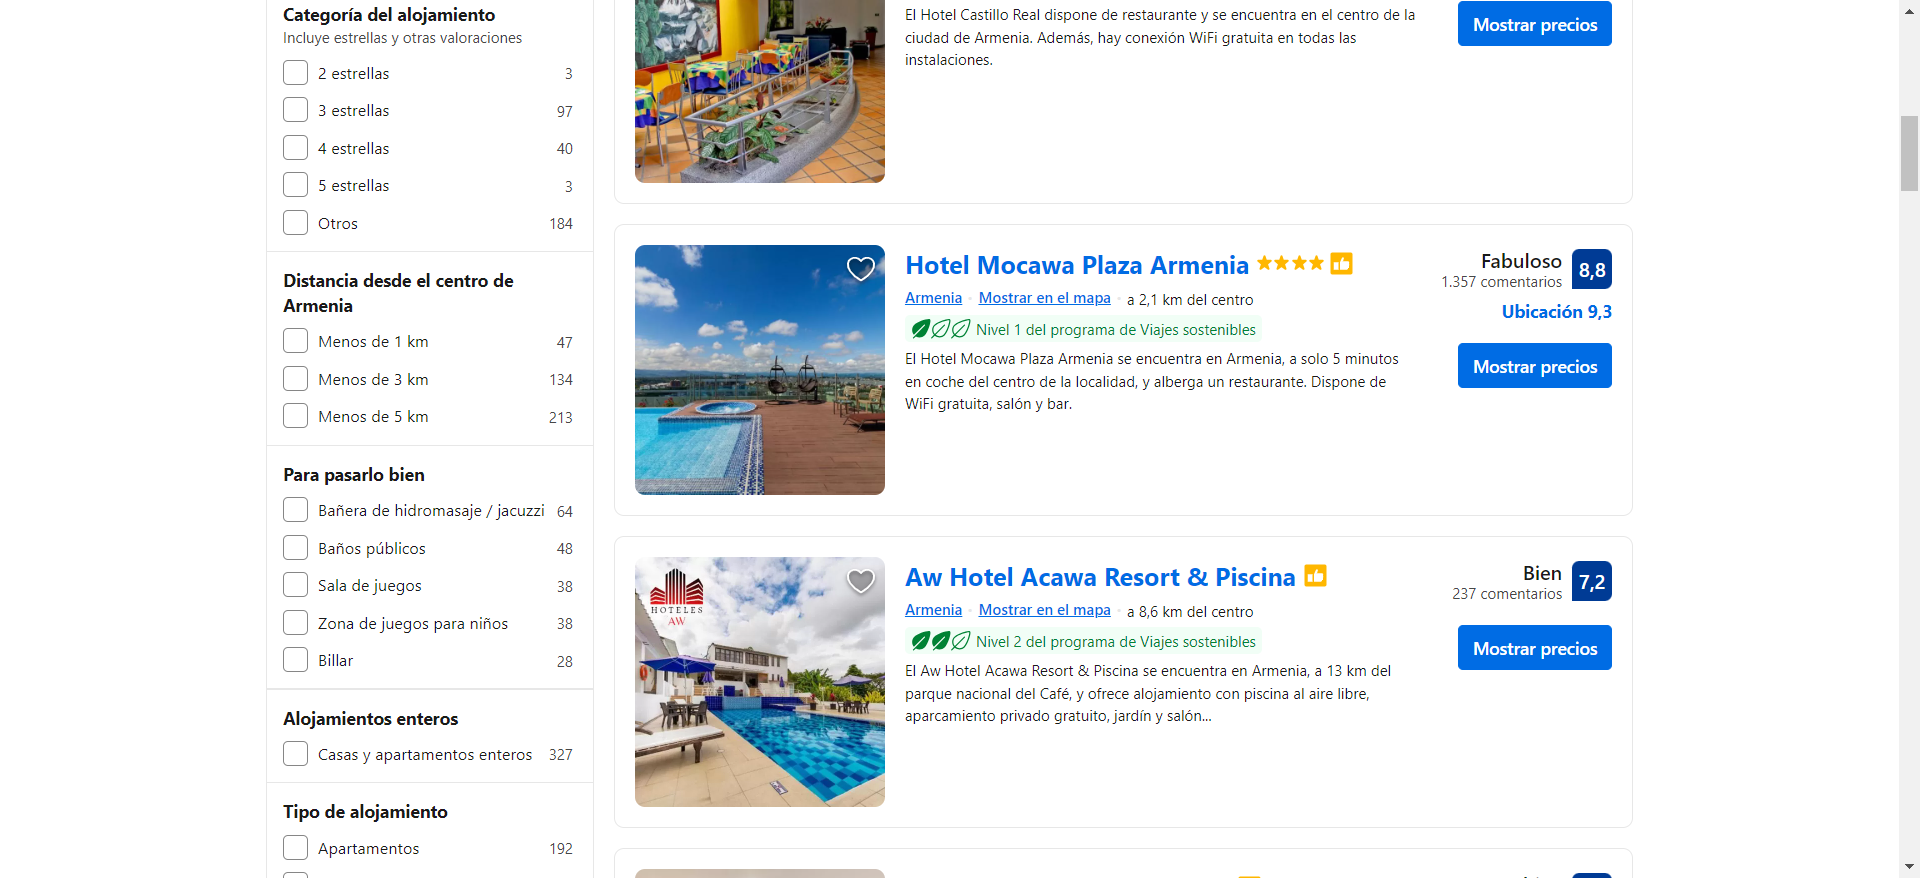 Categoría del alojamiento
Incluye estrellas y otras valoraciones
2 estrellas 3
3 estrellas 97
4 estrellas 40
5 estrellas 3
Otros 184
Distancia desde el centro de
Armenia
Menos de 1 km 47
Menos de 3 km 134
Menos de 5 km 213
Para pasarlo bien
Bañera de hidromasaje / jacuzzi 64
Baños públicos 48
Sala de juegos 38
Zona de juegos para niños 38
Billar 28
Alojamientos enteros
Casas y apartamentos enteros 327
Tipo de alojamiento
Apartamentos 192
El Hotel Castillo Real dispone de restaurante y se encuentra en el centro de la
ciudad de Armenia. Además, hay conexión WiFi gratuita en todas las
instalaciones.
Mostrar precios
Hotel Mocawa Plaza Armenia
Armenia · Mostrar en el mapa · a 2,1 km del centro
Nivel 1 del programa de Viajes sostenibles
El Hotel Mocawa Plaza Armenia se encuentra en Armenia, a solo 5 minutos
en coche del centro de la localidad, y alberga un restaurante. Dispone de
WiFi gratuita, salón y bar.
Fabuloso 8,8
1.357 comentarios
Ubicación 9,3
Mostrar precios
HOTELES
AW
Aw Hotel Acawa Resort & Piscina
Armenia · Mostrar en el mapa · a 8,6 km del centro
Nivel 2 del programa de Viajes sostenibles
El Aw Hotel Acawa Resort & Piscina se encuentra en Armenia, a 13 km del
parque nacional del Café, y ofrece alojamiento con piscina al aire libre,
aparcamiento privado gratuito, jardín y salón...
Bien 7,2
237 comentarios
Mostrar precios